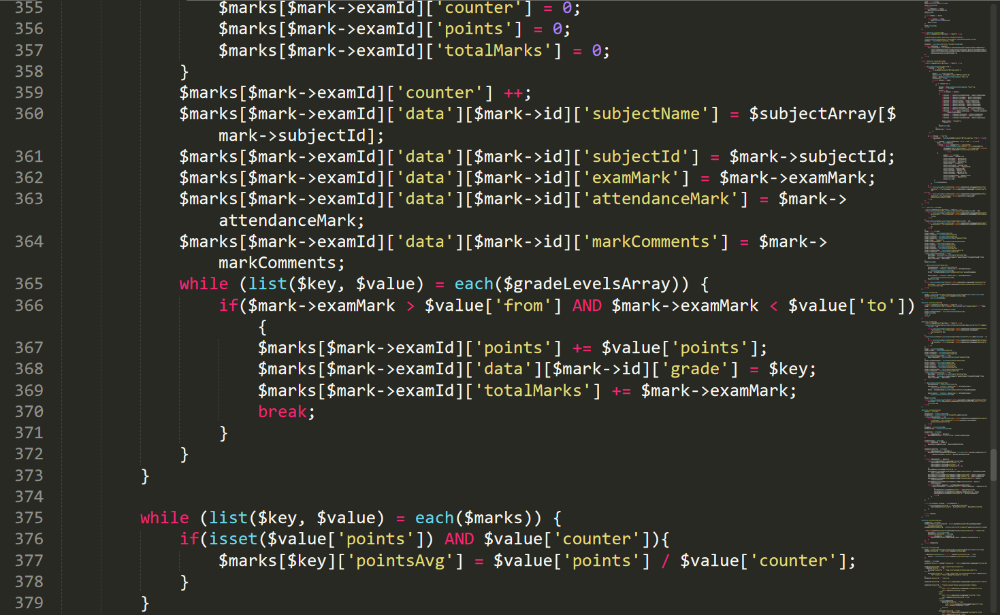 355 $marks[$mark->examId]['counter'] = 0;
356 $marks[$mark->examId]['points'] = 0;
357 $marks[$mark->examId]['totalMarks'] = 0;
358 }
359 $marks[$mark->examId]['counter'] ++;
360 $marks[$mark->examId]['data'][$mark->id]['subjectName'] = $subjectArray[$
mark->subjectId];
361 $marks[$mark->examId]['data'][$mark->id]['subjectId'] = $mark->subjectId;
362 $marks[$mark->examId]['data'][$mark->id]['examMark'] = $mark->examMark;
363 $marks[$mark->examId]['data'][$mark->id]['attendanceMark'] = $mark->
attendanceMark;
364 $marks[$mark->examId]['data'][$mark->id]['markComments'] = $mark->
markComments;
365 while (list($key, $value) = each($gradeLevelsArray)) {
366 if($mark->examMark > $value['from'] AND $mark->examMark < $value['to'])
{
367 $marks[$mark->examId]['points'] += $value['points'];
368 $marks[$mark->examId]['data'][$mark->id]['grade'] = $key;
369 $marks[$mark->examId]['totalMarks'] += $mark->examMark;
370 break;
371 }
372 }
373 }
374
375 while (list($key, $value) = each($marks)) {
376 if(isset($value['points']) AND $value['counter']){
377 $marks[$key]['pointsAvg'] = $value['points'] / $value['counter'];
378 }
379 }